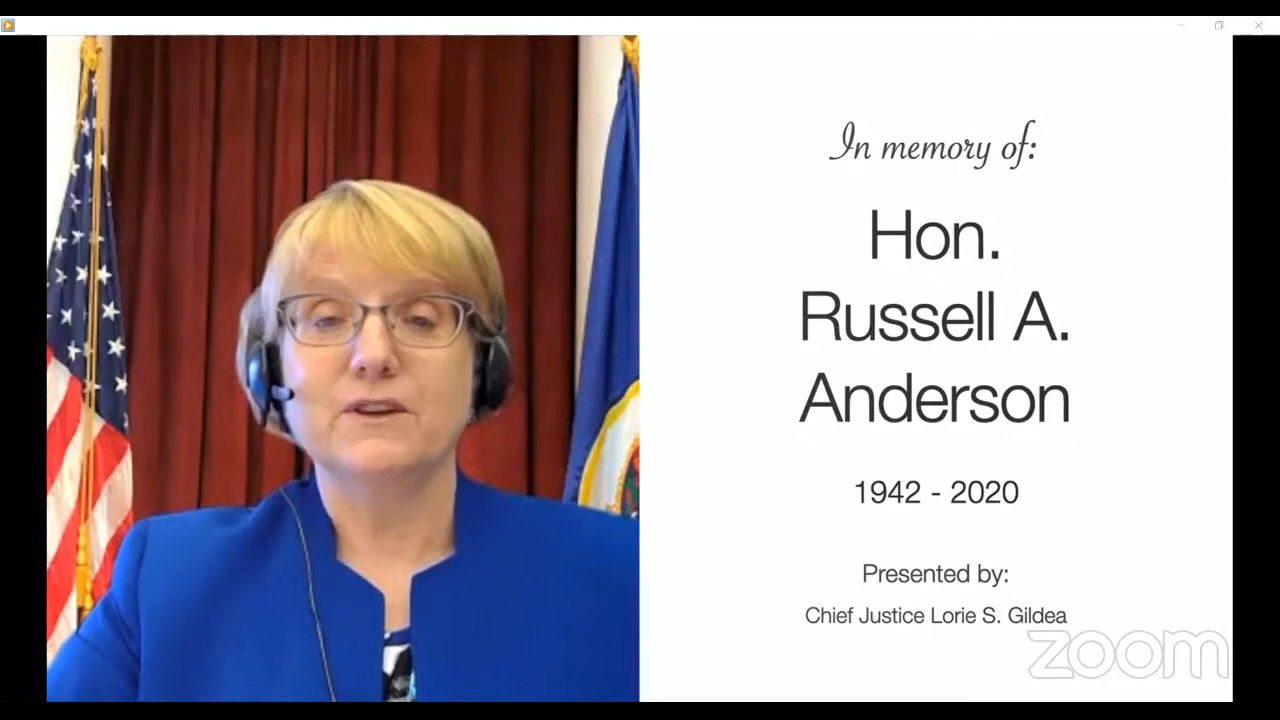 In memory of:
Hon.
Russell A.
Anderson
1942 - 2020
Presented by:
Chief Justice Lorie S. Gildea
zoom